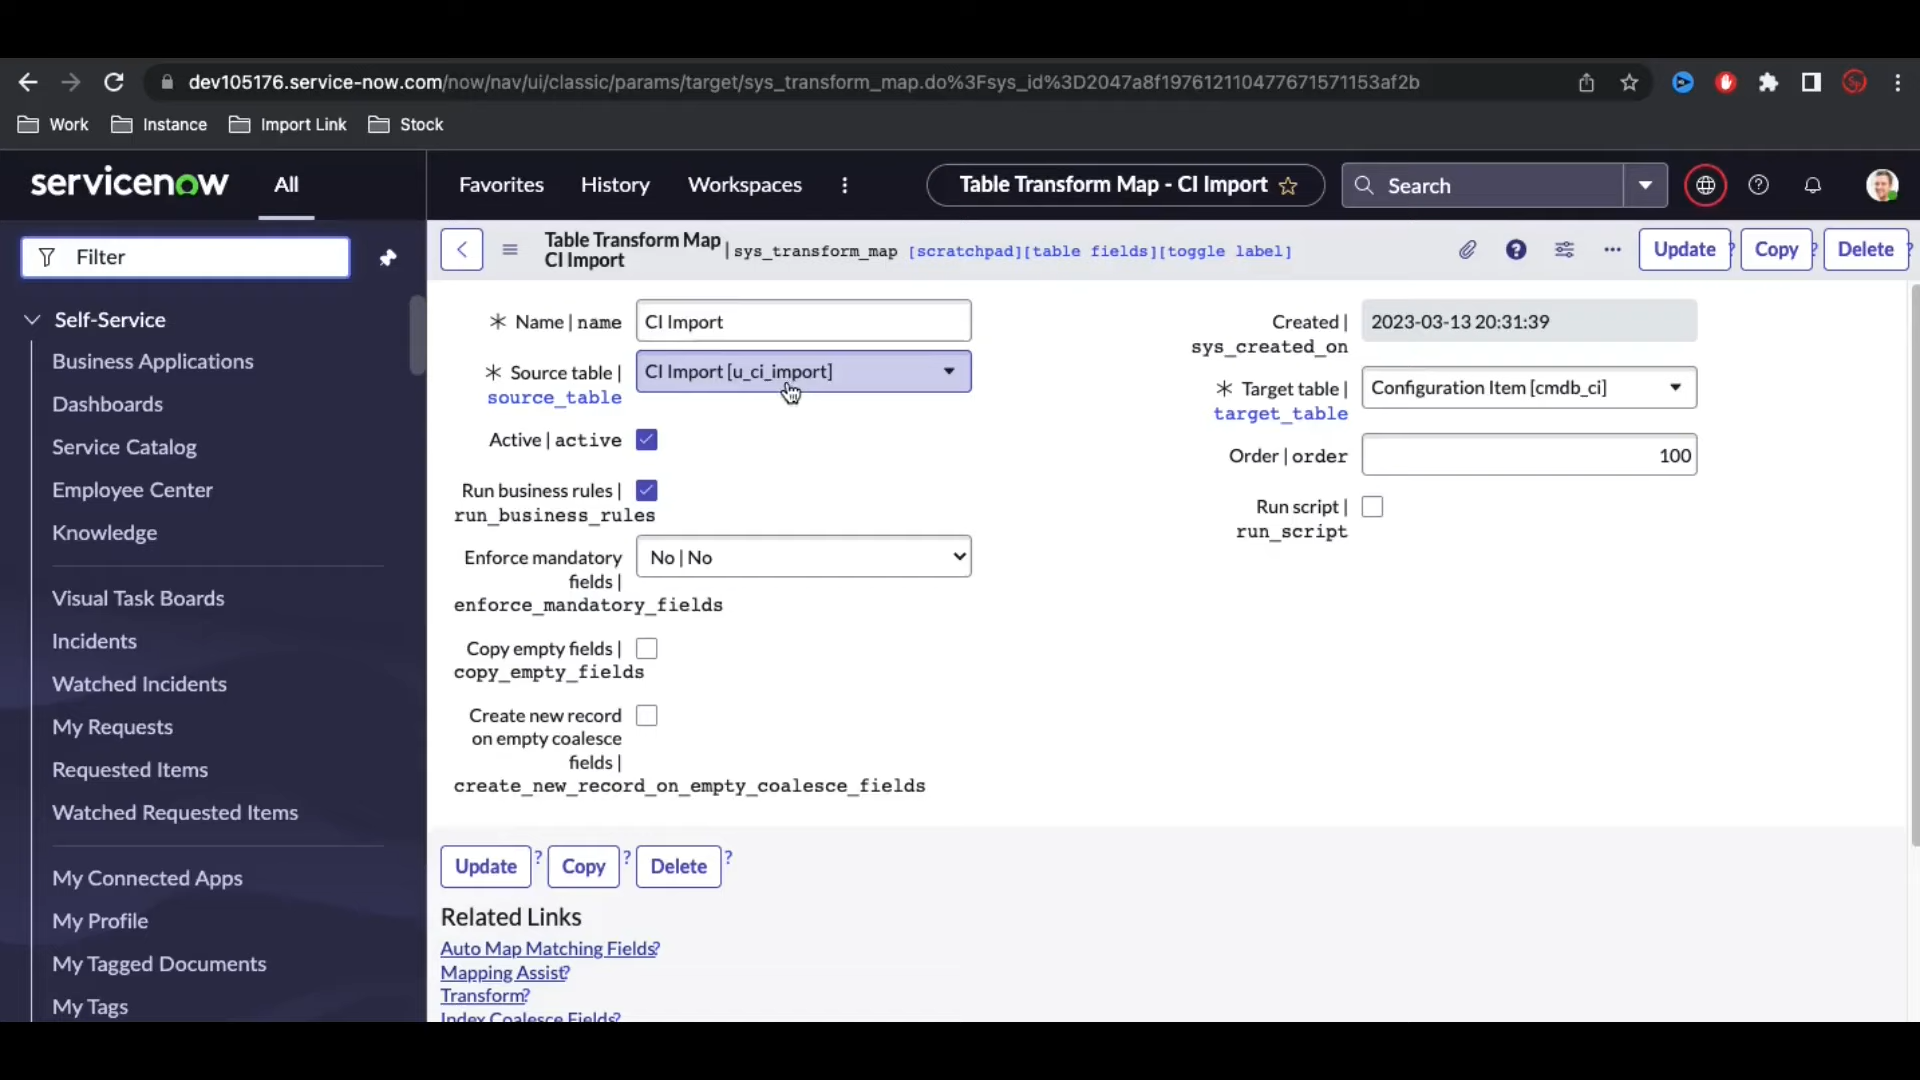 dev105176.service-now.com/now/nav/ui/classic/params/target/sys_transform_map.do%3Fsys_id%3D2047a8f197612110477671571153af2b
Work Instance Import Link Stock
servicenow All Favorites History Workspaces Table Transform Map - CI Import Search
Filter
Self-Service
Business Applications
Dashboards
Service Catalog
Employee Center
Knowledge
Visual Task Boards
Incidents
Watched Incidents
My Requests
Requested Items
Watched Requested Items
My Connected Apps
My Profile
My Tagged Documents
My Tags
Table Transform Map
CI Import
| sys_transform_map [scratchpad][table fields][toggle label]
Update ? Copy ? Delete ?
Name | name CI Import
Source table | source_table CI Import [u_ci_import]
Active | active
Run business rules |
run_business_rules
Enforce mandatory
fields |
enforce_mandatory_fields
No | No
Copy empty fields |
copy_empty_fields
Create new record
on empty coalesce
fields |
create_new_record_on_empty_coalesce_fields
Created |
sys_created_on
2023-03-13 20:31:39
Target table |
target_table
Configuration Item [cmdb_ci]
Order | order 100
Run script |
run_script
Update ? Copy ? Delete ?
Related Links
Auto Map Matching Fields?
Mapping Assist?
Transform?
Index Coalesce Fields?